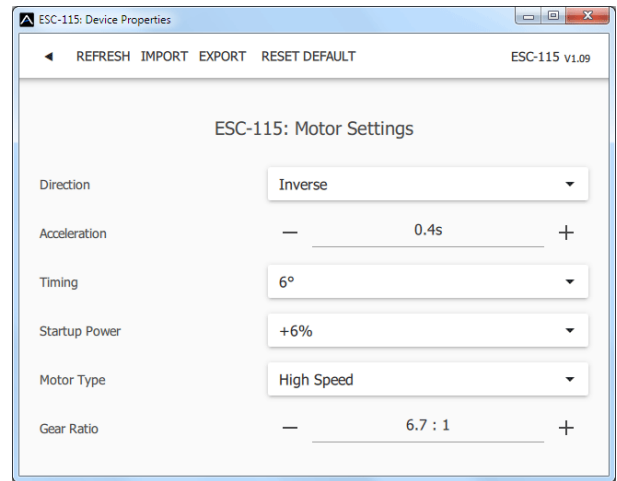 ESC-115: Device Properties
REFRESH IMPORT EXPORT RESET DEFAULT ESC-115 V1.09
ESC-115: Motor Settings
Direction Inverse
Acceleration 0.4s
Timing 6°
Startup Power +6%
Motor Type High Speed
Gear Ratio 6.7 : 1